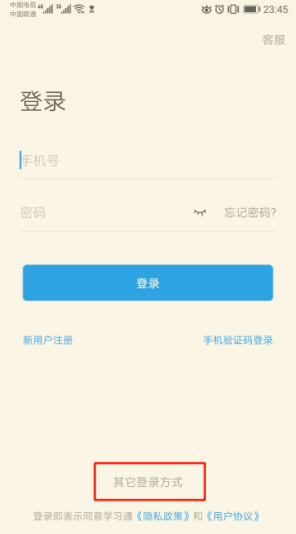 中国电信
中国联通
23:45
客服
登录
手机号
密码 忘记密码?
登录
新用户注册 手机验证码登录
其它登录方式
登录即表示同意学习通《隐私政策》和《用户协议》